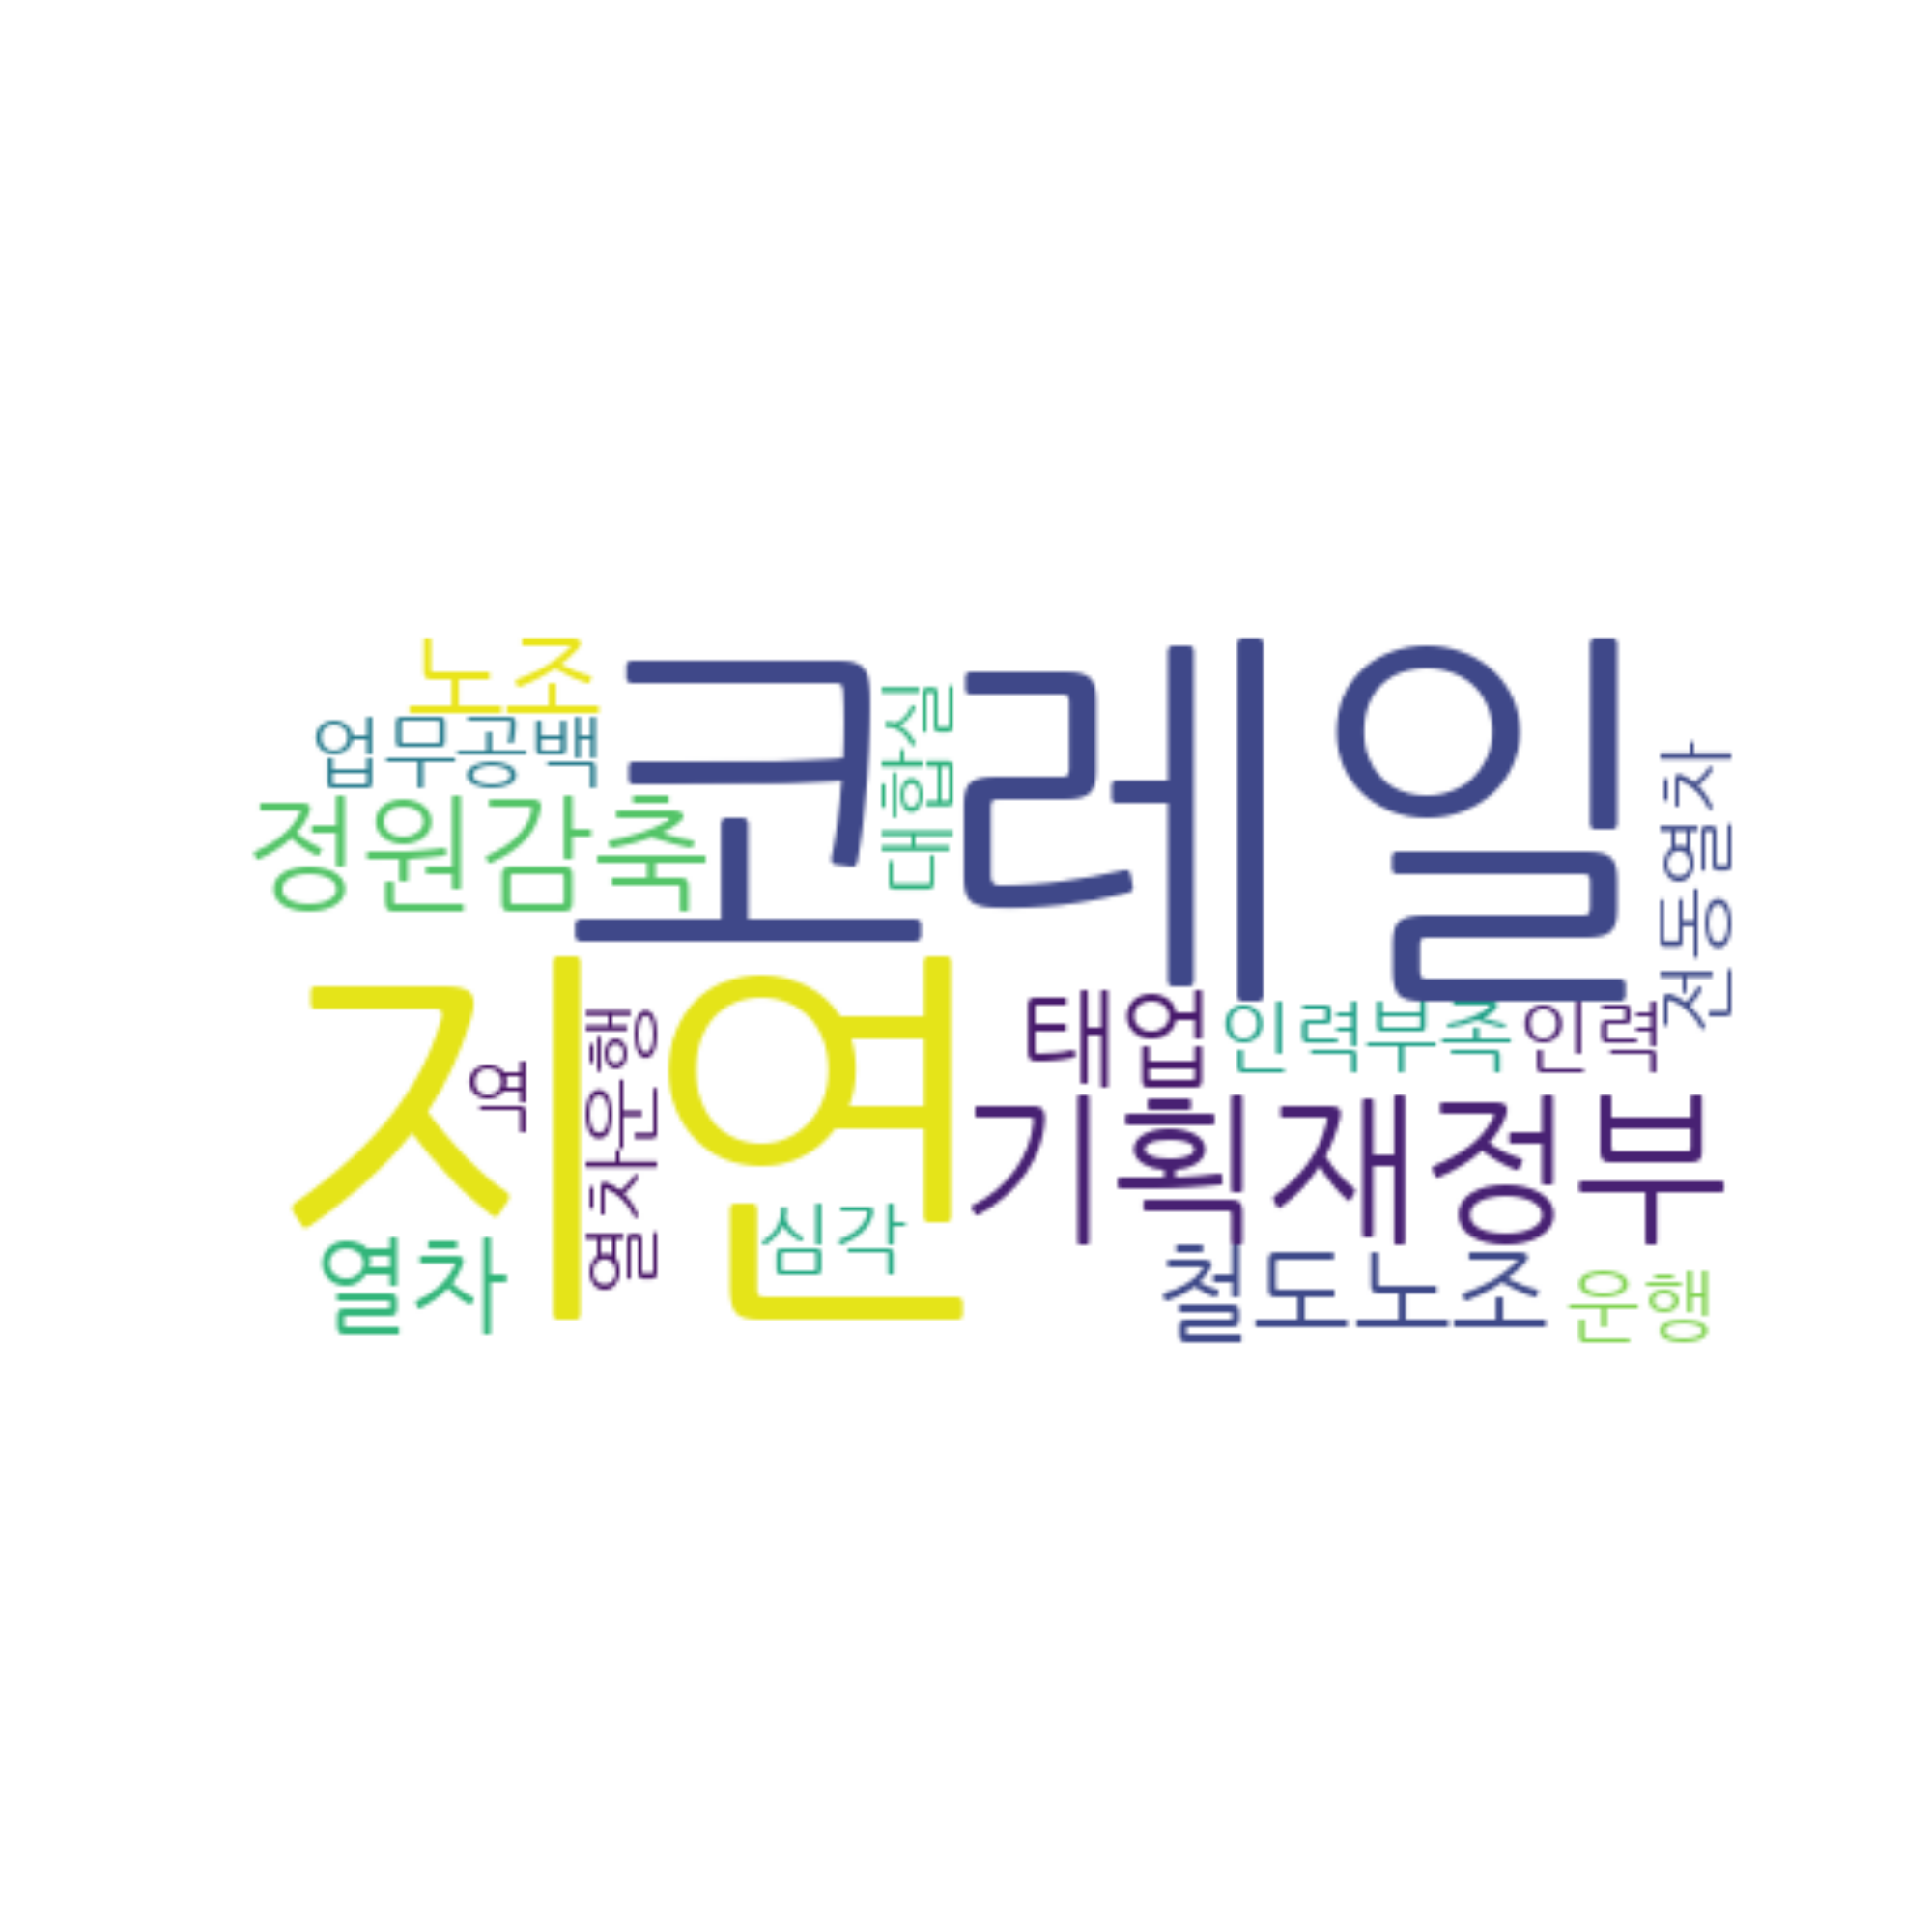 노조
코레일
대합실
업무공백
정원감축
전동열차
지연
태업
인력부족
인력
역
열차운행
기획재정부
심각
열차
철도노조
운행